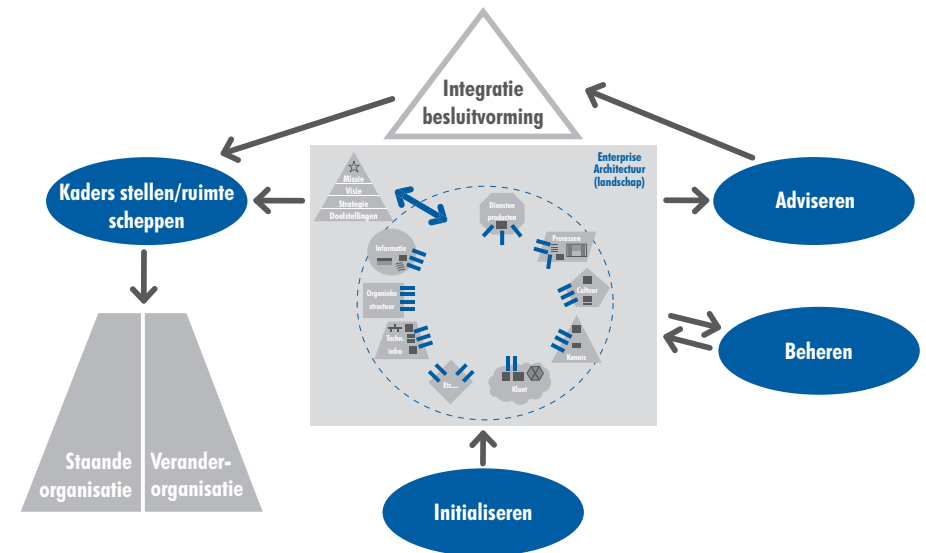 Integratie
besluitvorming
Enterprise
Architectuur
(landschap)
Kaders stellen/ruimte
scheppen
Missie
Visie
Strategie
Doelstellingen
Diensten
producten
Processen
Cultuur
Kennis
Klant
Etc....
Techn.
infra
Organieke
structuur
Informatie
Adviseren
Beheren
Initialiseren
Staande
organisatie
Verander-
organisatie